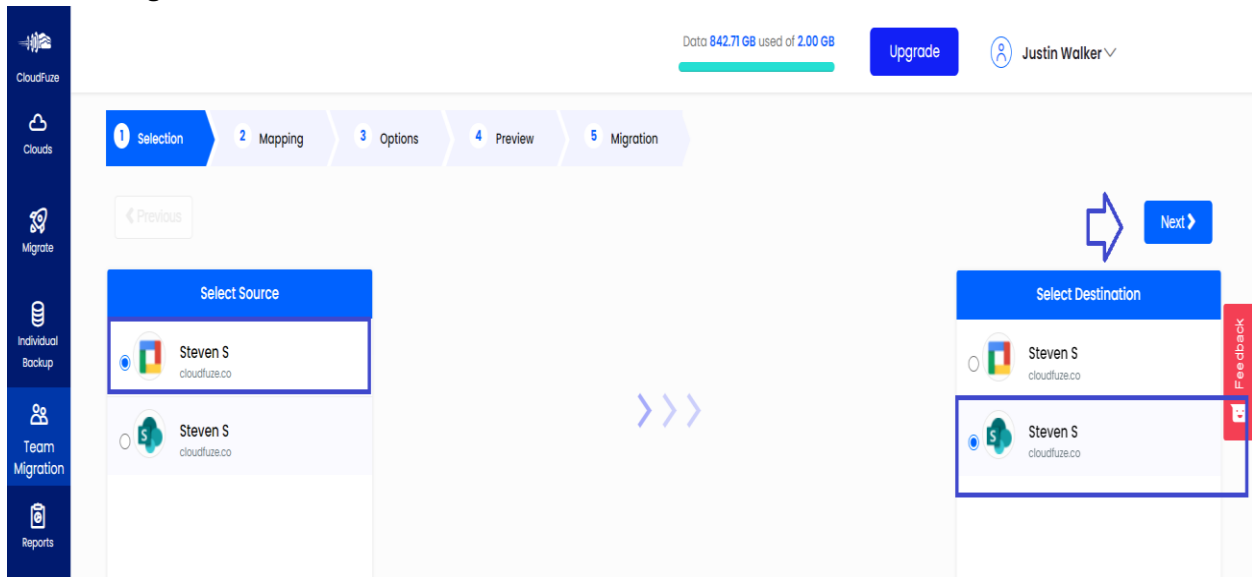 CloudFuze
Data 842.71 GB used of 2.00 GB
Upgrade
Justin Walker
Clouds
1 Selection
2 Mapping
3 Options
4 Preview
5 Migration
Migrate
Previous
Next
Individual
Backup
Select Source
Steven S
cloudfuze.co
S
Steven S
cloudfuze.co
Select Destination
Steven S
cloudfuze.co
S
Steven S
cloudfuze.co
Feedback
Team
Migration
Reports